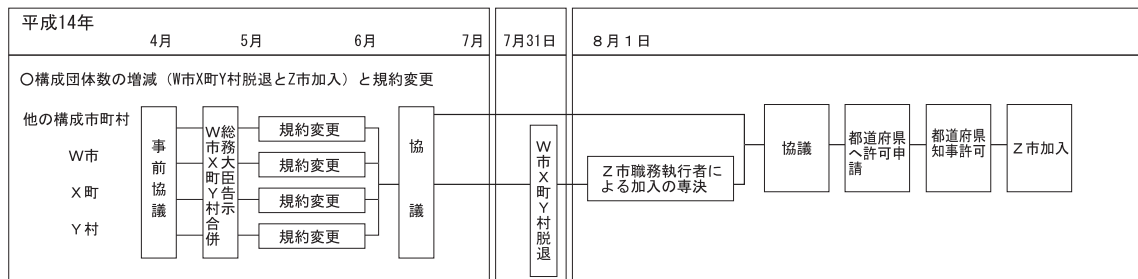 平成14年
4月 5月 6月 7月 7月31日 8月1日
○構成団体数の増減（W市X町Y村脱退とZ市加入）と規約変更
他の構成市町村
W市
X町
Y村
事前協議
総務大臣告示
W市X町Y村合併
規約変更
規約変更
規約変更
規約変更
協議
W市X町Y村脱退
Z市職務執行者に
よる加入の専決
協議
都道府県
へ許可申
請
都道府県
知事許可
Z市加入